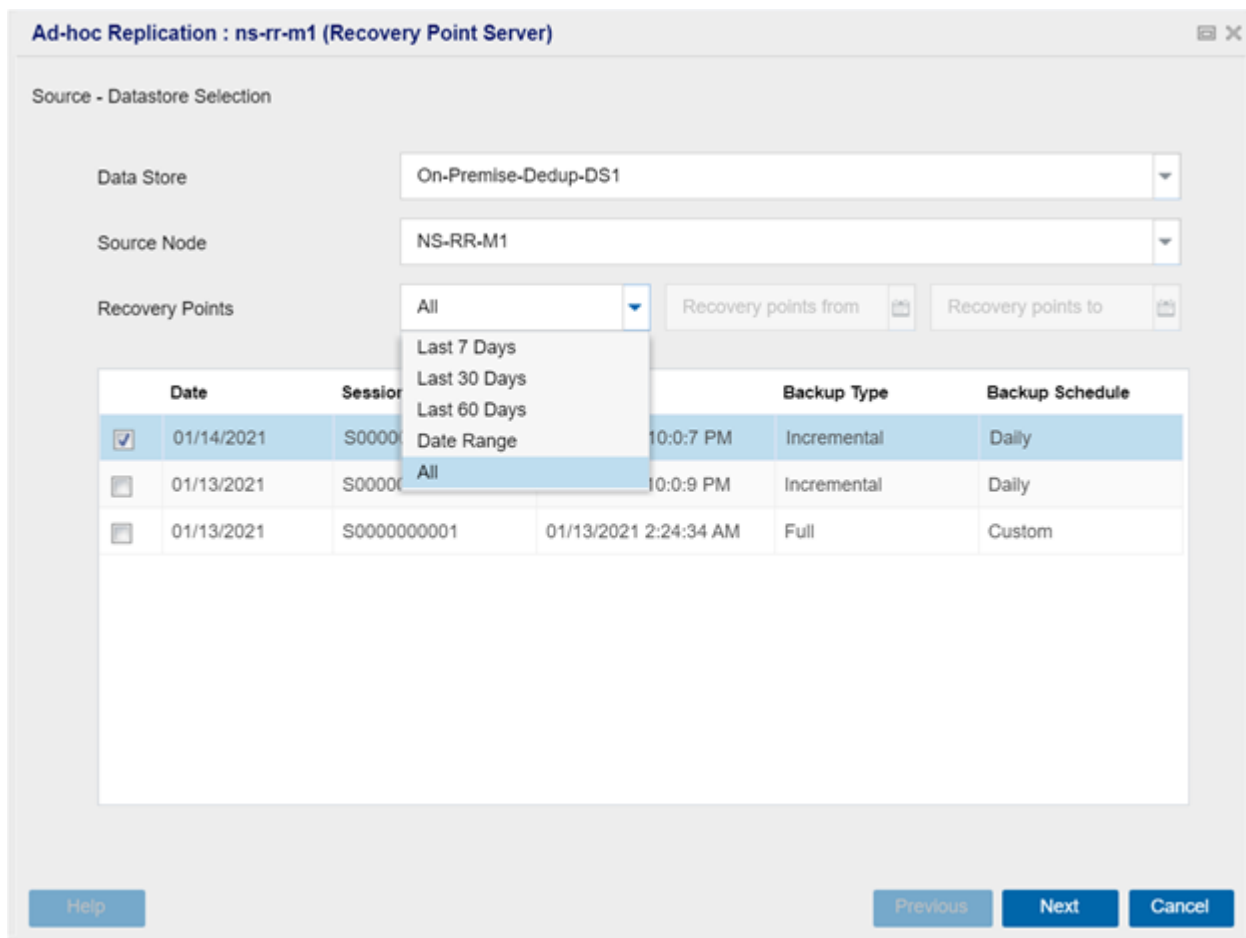 Ad-hoc Replication : ns-rr-m1 (Recovery Point Server)
Source - Datastore Selection
Data Store On-Premise-Dedup-DS1
Source Node NS-RR-M1
Recovery Points All Recovery points from Recovery points to
Last 7 Days
Last 30 Days
Last 60 Days
Date Range
All
Date Session Backup Type Backup Schedule
01/14/2021 S0000 10:0:7 PM Incremental Daily
01/13/2021 S00000 10:0:9 PM Incremental Daily
01/13/2021 S0000000001 01/13/2021 2:24:34 AM Full Custom
Help Previous Next Cancel